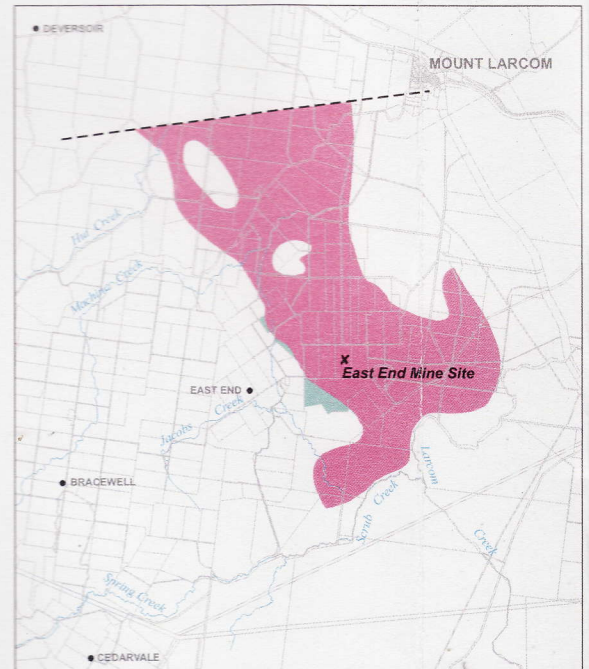 DEVERSOIR
MOUNT LARCOM
Hut Creek
Machine Creek
x
East End Mine Site
EAST END
Jacobs Creek
Larcom
Creek
BRACEWELL
Scrub Creek
Spring Creek
CEDARVALE